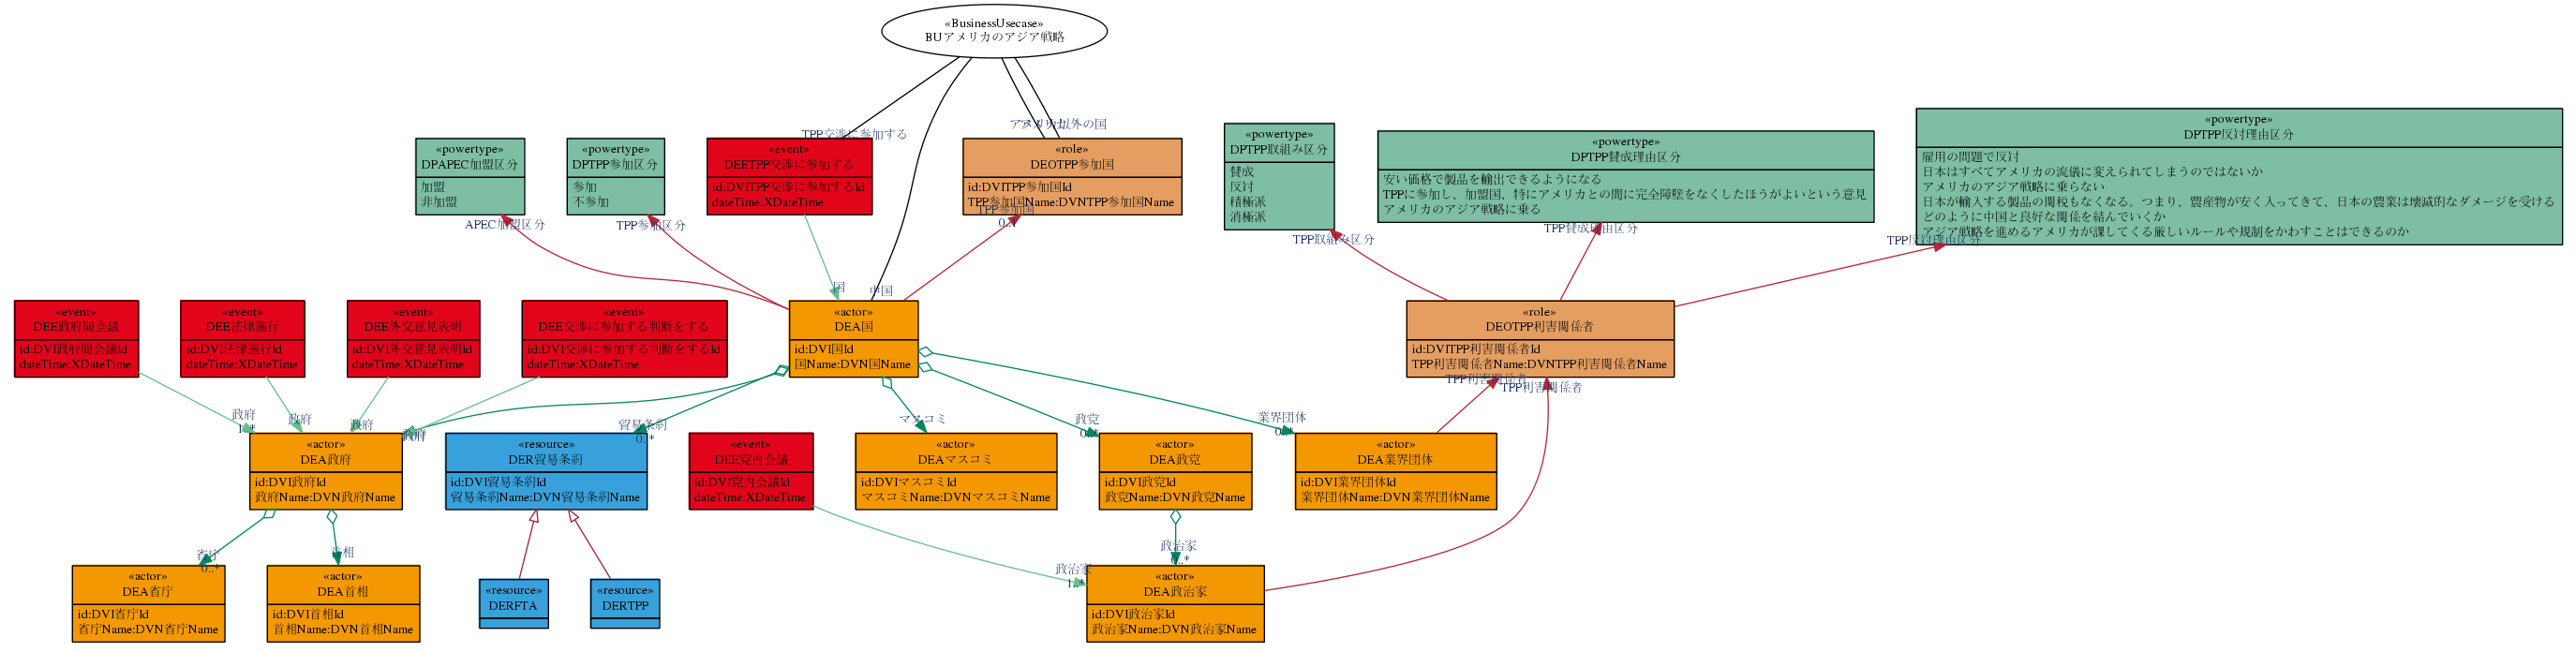 «BusinessUsecase»
BUアメリカのアジア戦略
TPP交渉に参加する
アメリカ以外の国
«powertype»
DPAPEC加盟区分
加盟
非加盟
«powertype»
DPTPP参加区分
参加
不参加
«event»
DEETPP交渉に参加する
id:DVITPP交渉に参加するId
dateTime:XDateTime
«role»
DEOTPP参加国
id:DVITPP参加国Id
TPP参加国Name:DVNTPP参加国Name
«powertype»
DPTPP取組み区分
賛成
反対
積極派
消極派
«powertype»
DPTPP賛成理由区分
安い価格で製品を輸出できるようになる
TPPに参加し、加盟国、特にアメリカとの間に完全障壁をなくしたほうがよいという意見
アメリカのアジア戦略に乗る
«powertype»
DPTPP反対理由区分
雇用の問題で反対
日本はすべてアメリカの流儀に変えられてしまうのではないか
アメリカのアジア戦略に乗らない
日本が輸入する製品の関税もなくなる。つまり、農産物が安く入ってきて、日本の農業は壊滅的なダメージを受ける
どのように中国と良好な関係を結んでいくか
アジア戦略を進めるアメリカが課してくる厳しいルールや規制をかわすことはできるのか
APEC加盟区分
TPP参加区分
TPP参加国
0..1
TPP取組み区分
TPP賛成理由区分
TPP反対理由区分
国
中国
«event»
DEE政府間会議
id:DVI政府間会議Id
dateTime:XDateTime
«event»
DEE法律施行
id:DVI法律施行Id
dateTime:XDateTime
«event»
DEE外交意見表明
id:DVI外交意見表明Id
dateTime:XDateTime
«event»
DEE交渉に参加する判断をする
id:DVI交渉に参加する判断をするId
dateTime:XDateTime
«actor»
DEA国
id:DVI国Id
国Name:DVN国Name
«role»
DEOTPP利害関係者
id:DVITPP利害関係者Id
TPP利害関係者Name:DVNTPP利害関係者Name
TPP利害関係者
TPP利害関係者
政府
1..*
政府
政府
政府
貿易条約
0..*
マスコミ
政党
0..*
業界団体
0..*
«actor»
DEA政府
id:DVI政府Id
政府Name:DVN政府Name
«resource»
DER貿易条約
id:DVI貿易条約Id
貿易条約Name:DVN貿易条約Name
«event»
DEE党内会議
id:DVI党内会議Id
dateTime:XDateTime
«actor»
DEAマスコミ
id:DVIマスコミId
マスコミName:DVNマスコミName
«actor»
DEA政党
id:DVI政党Id
政党Name:DVN政党Name
«actor»
DEA業界団体
id:DVI業界団体Id
業界団体Name:DVN業界団体Name
省庁
0..*
首相
政治家
1..*
政治家
0..*
«actor»
DEA省庁
id:DVI省庁Id
省庁Name:DVN省庁Name
«actor»
DEA首相
id:DVI首相Id
首相Name:DVN首相Name
«resource»
DERFTA
«resource»
DERTPP
«actor»
DEA政治家
id:DVI政治家Id
政治家Name:DVN政治家Name